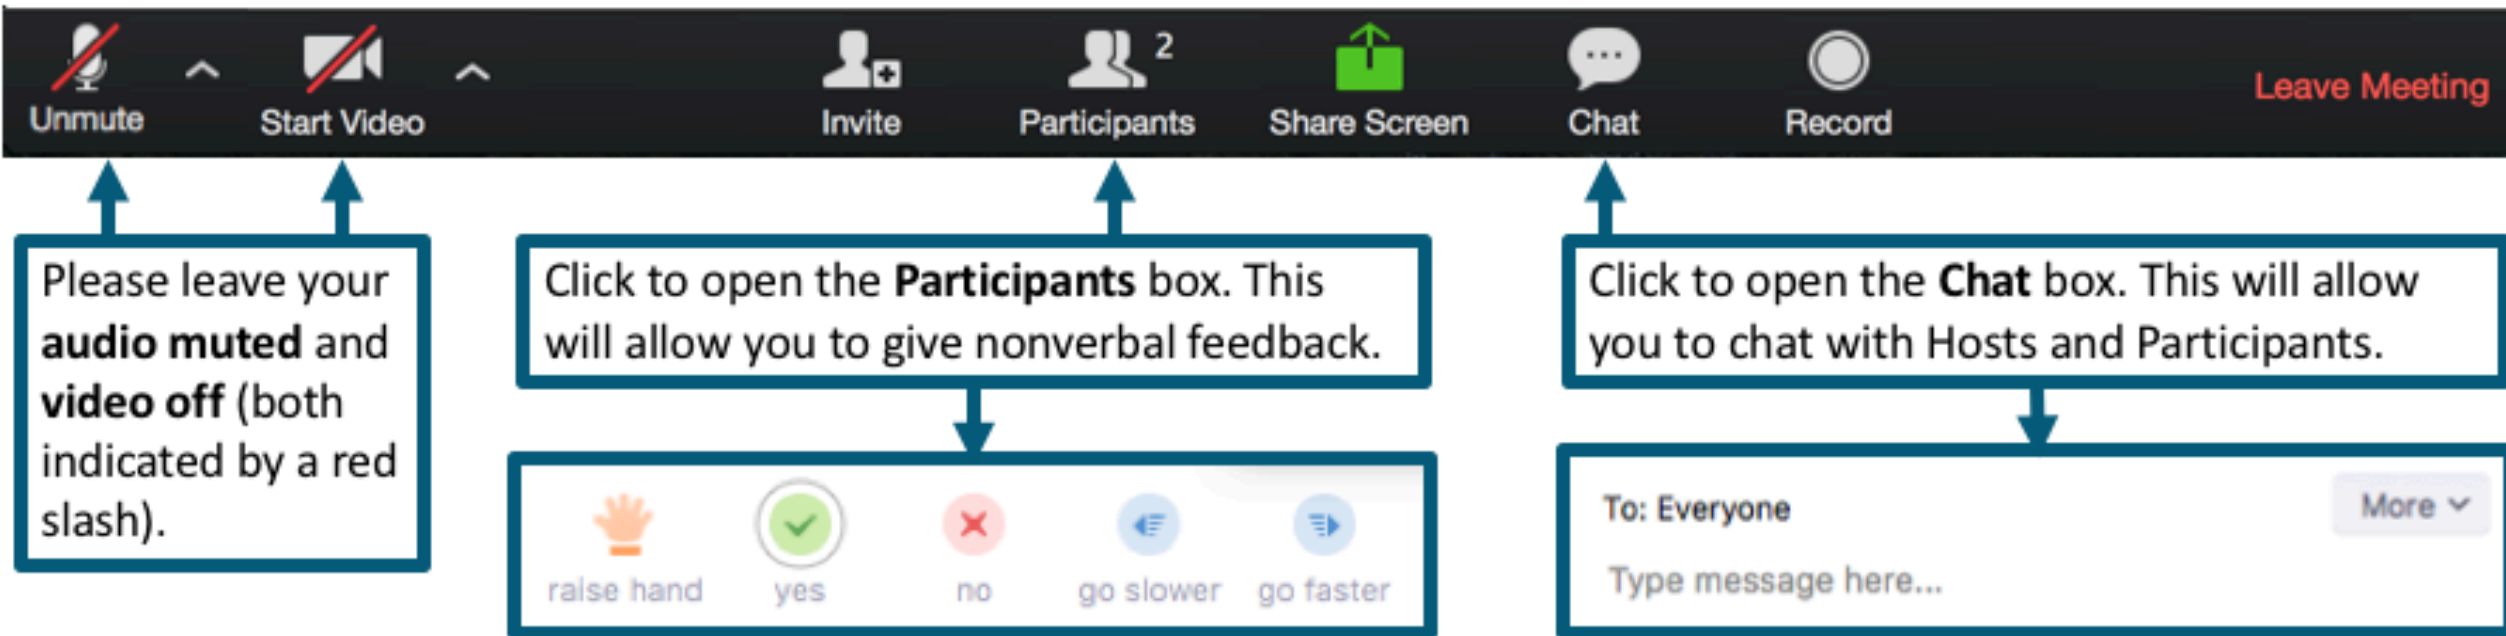 2
Unmute
Start Video
Invite
Participants
Share Screen
Chat
Record
Leave Meeting
Please leave your
audio muted and
video off (both
indicated by a red
slash).
Click to open the Participants box. This
will allow you to give nonverbal feedback.
Click to open the Chat box. This will allow
you to chat with Hosts and Participants.
raise hand
yes
no
go slower
go faster
To: Everyone
More
Type message here...